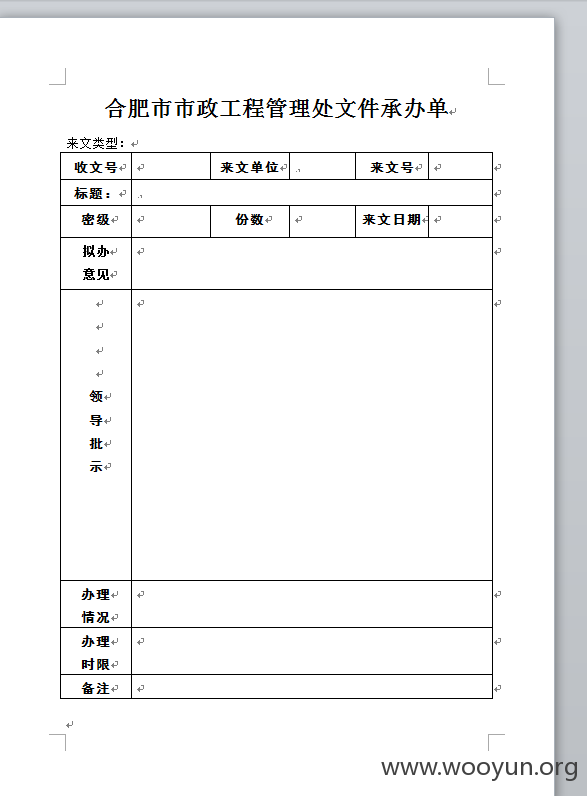 合肥市市政工程管理处文件承办单
来文类型：
收文号 来文单位 来文号
标题：
密级 份数 来文日期
拟办
意见
领
导
批
示
办理
情况
办理
时限
备注
www.wooyun.org